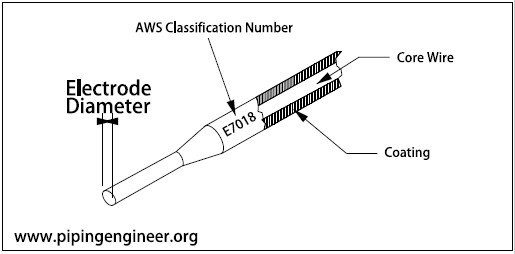 AWS Classification Number
Core Wire
Electrode
Diameter
E7018
Coating
www.pipingengineer.org